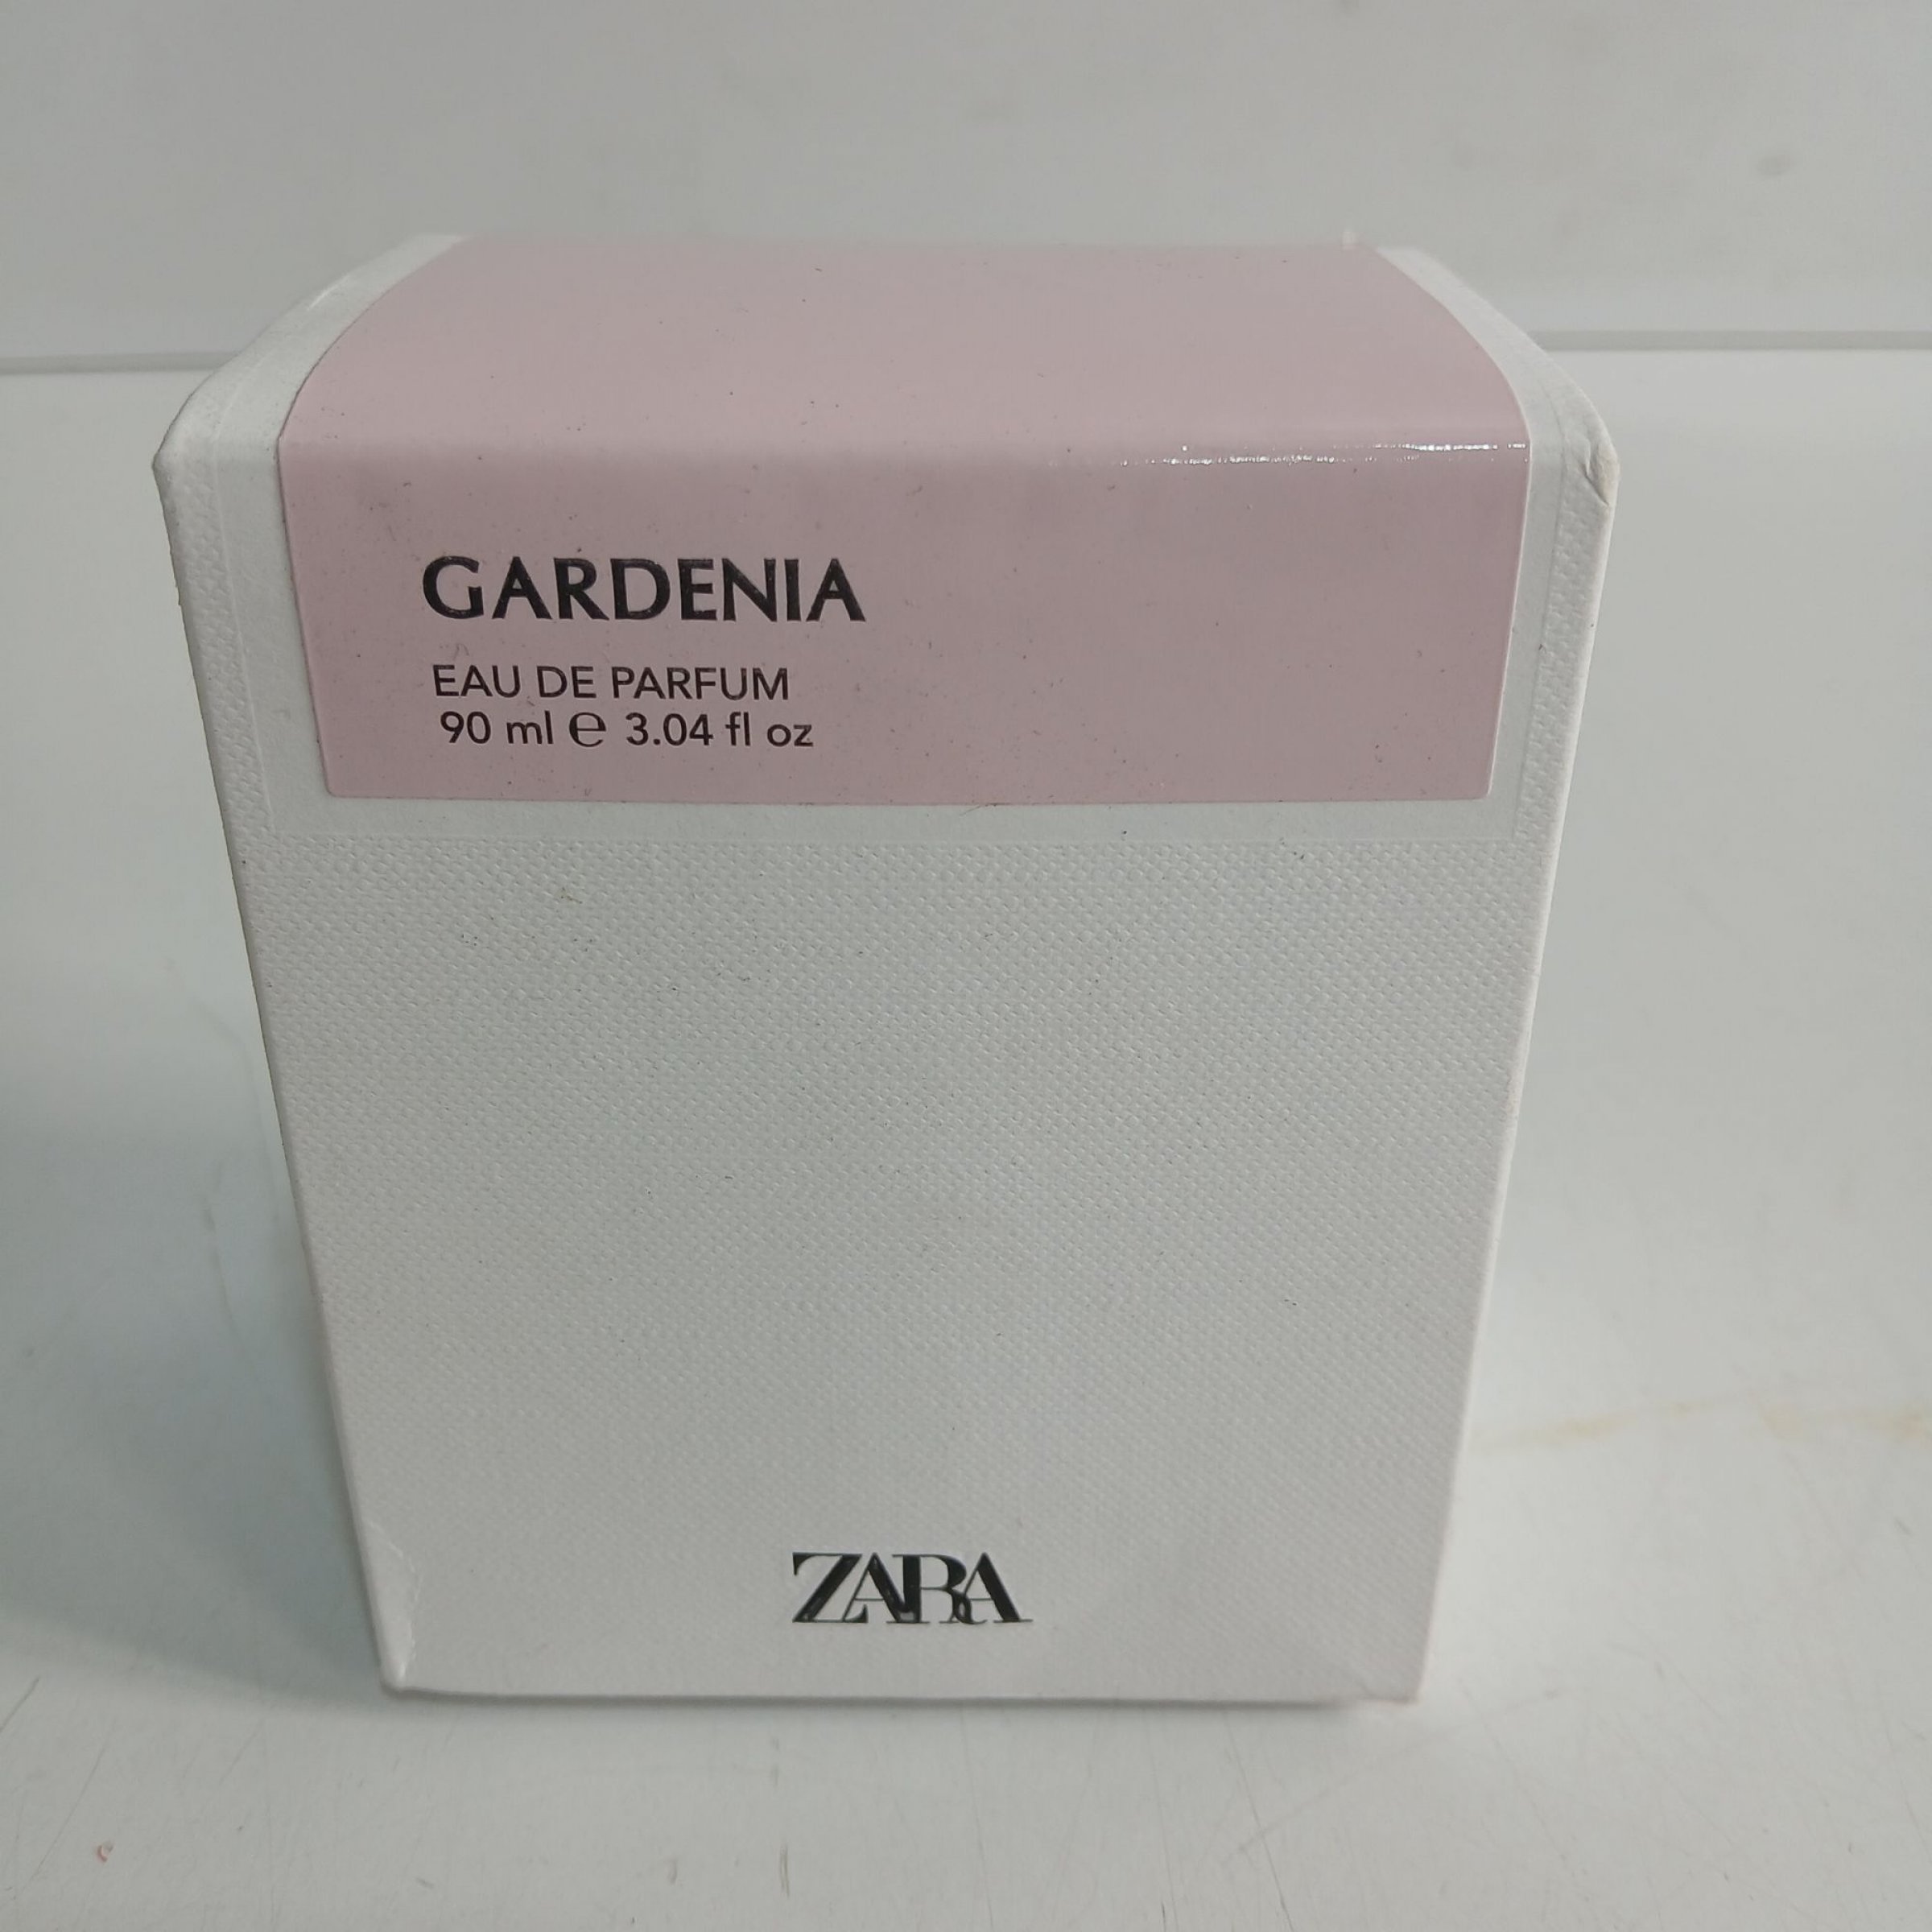 GARDENIA
EAU DE PARFUM
90 ml ℮ 3.04 fl oz
ZARA